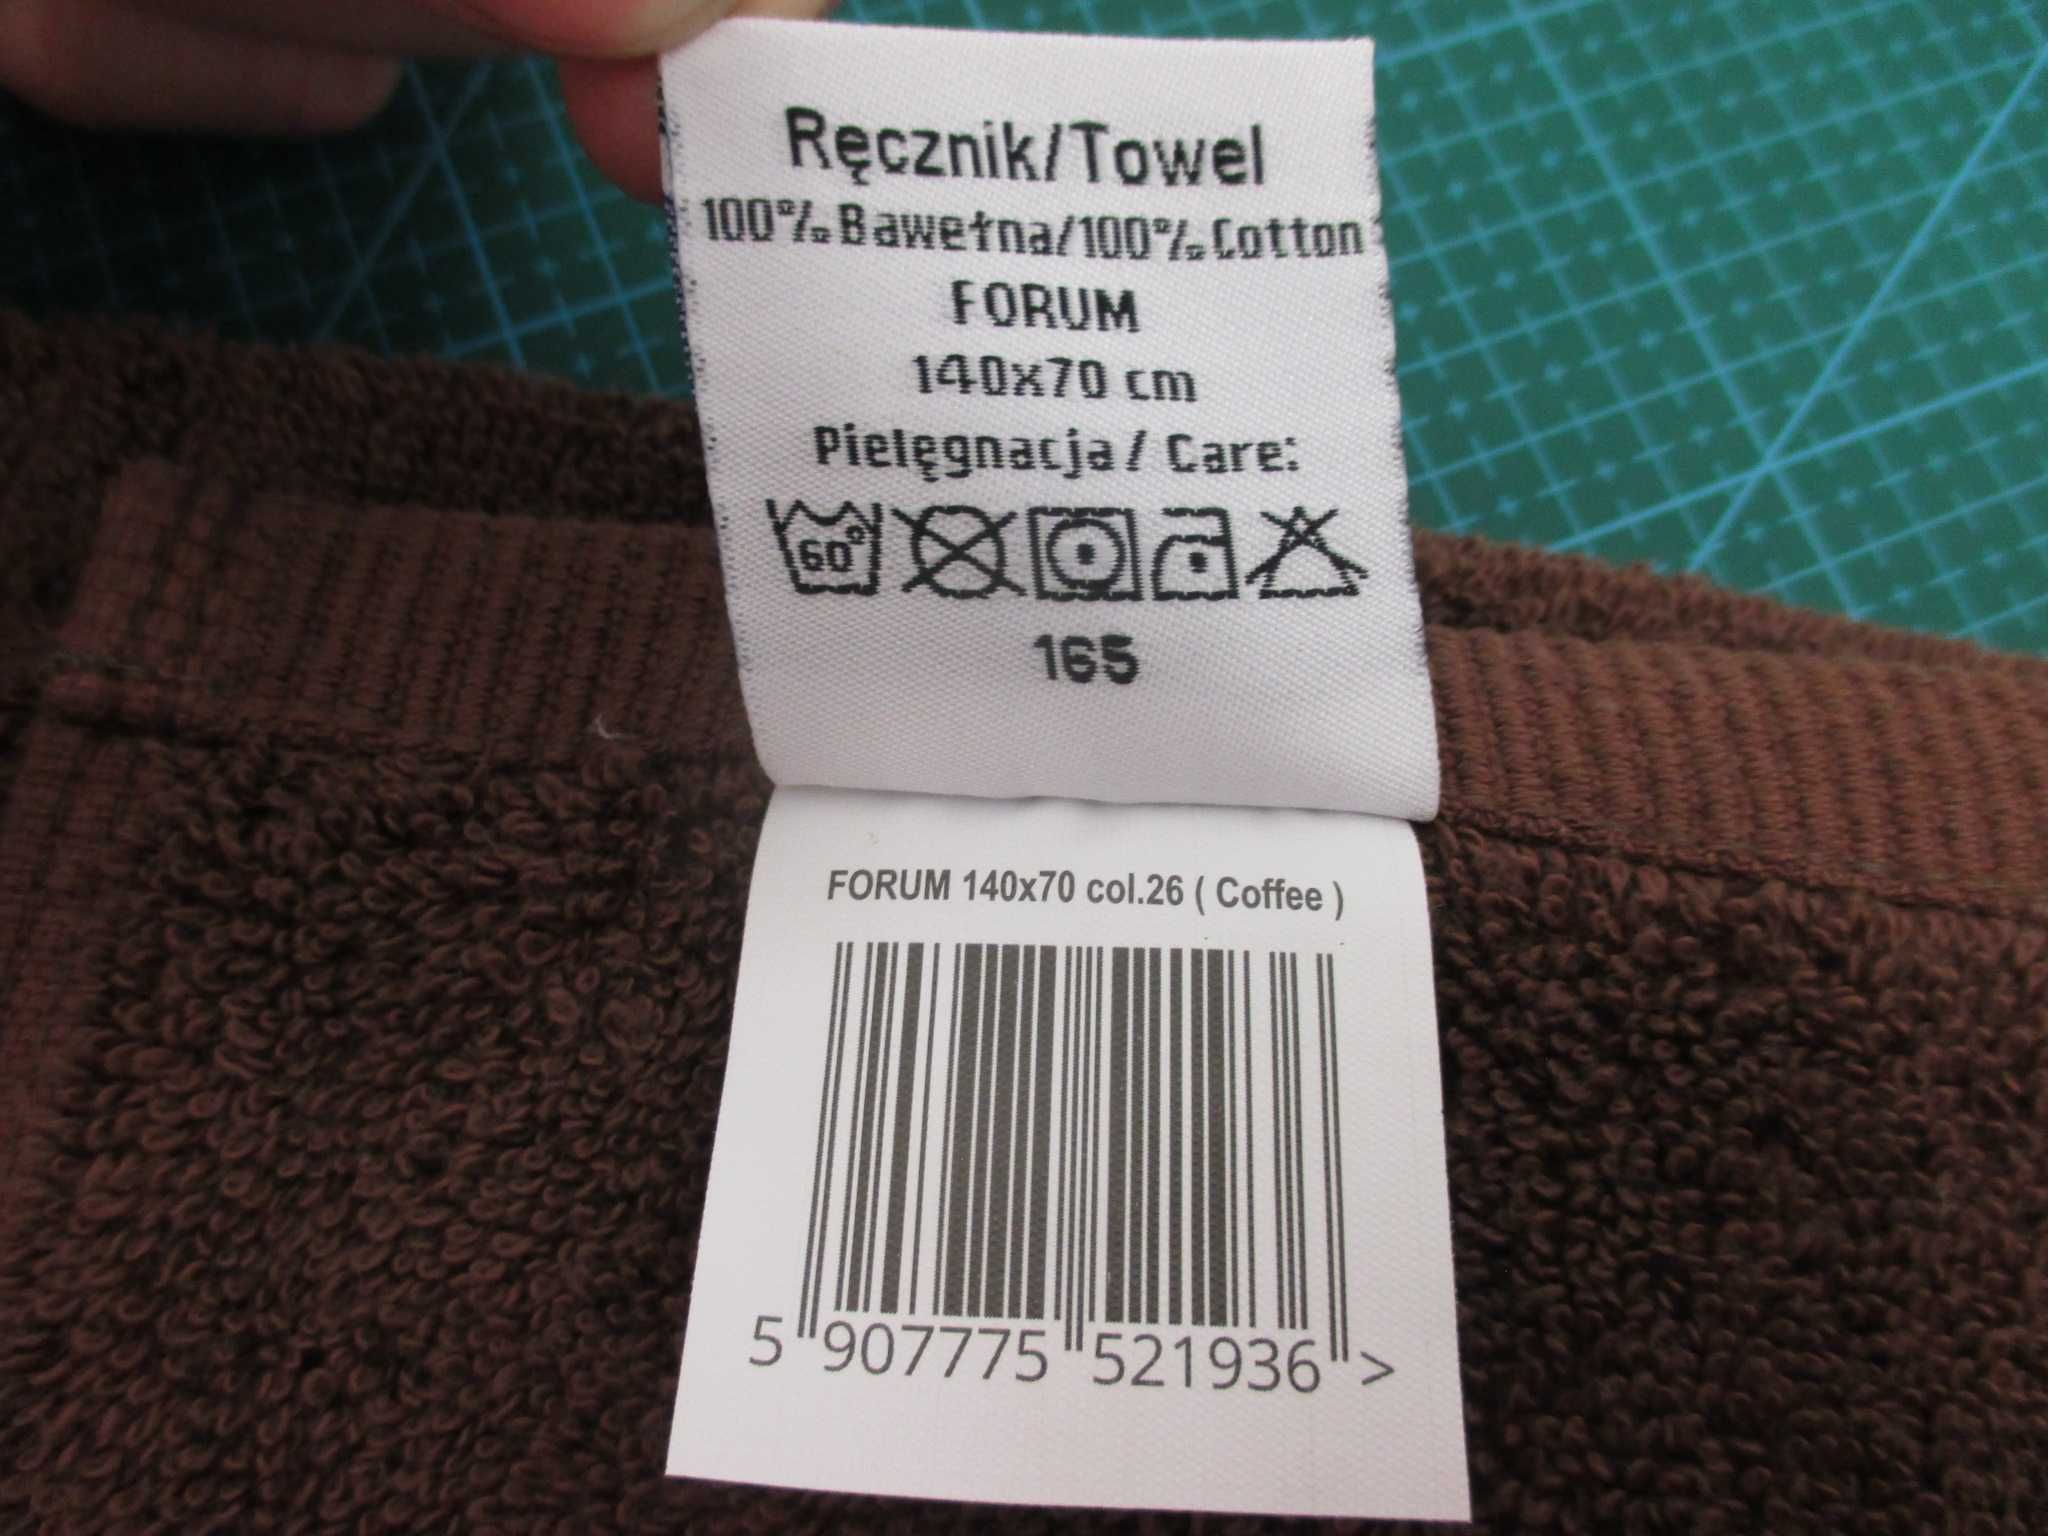 Ręcznik/Towel
100% Bawełna/100% Cotton
FORUM
140x70 cm
Pielęgnacja/ Care:
60°
165
FORUM 140x70 col.26 ( Coffee )
5 907775 521936 >